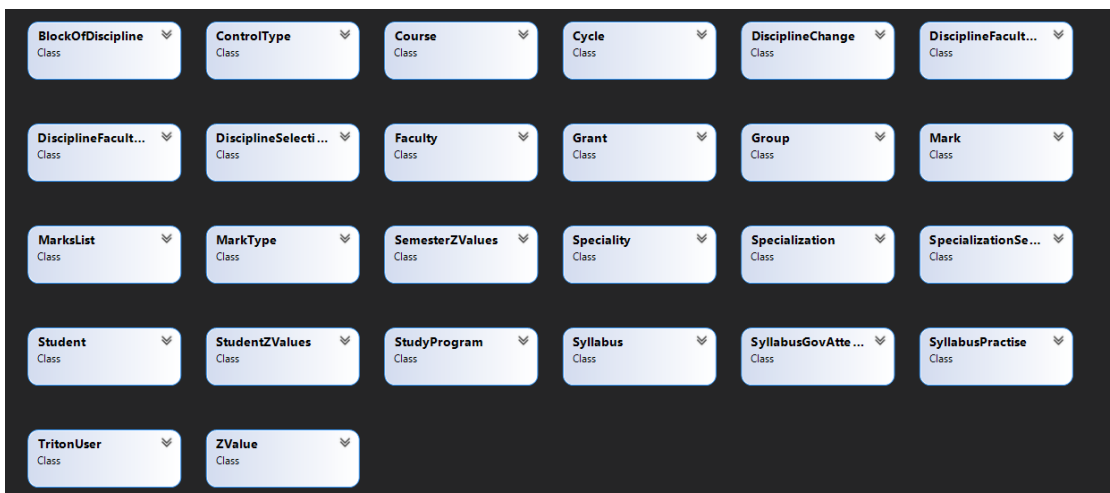 BlockOfDiscipline
Class
ControlType
Class
Course
Class
Cycle
Class
DisciplineChange
Class
DisciplineFacult...
Class
DisciplineFacult...
Class
DisciplineSelecti...
Class
Faculty
Class
Grant
Class
Group
Class
Mark
Class
MarksList
Class
MarkType
Class
SemesterZValues
Class
Speciality
Class
Specialization
Class
SpecializationSe...
Class
Student
Class
StudentZValues
Class
StudyProgram
Class
Syllabus
Class
SyllabusGovAtte...
Class
SyllabusPractise
Class
TritonUser
Class
ZValue
Class